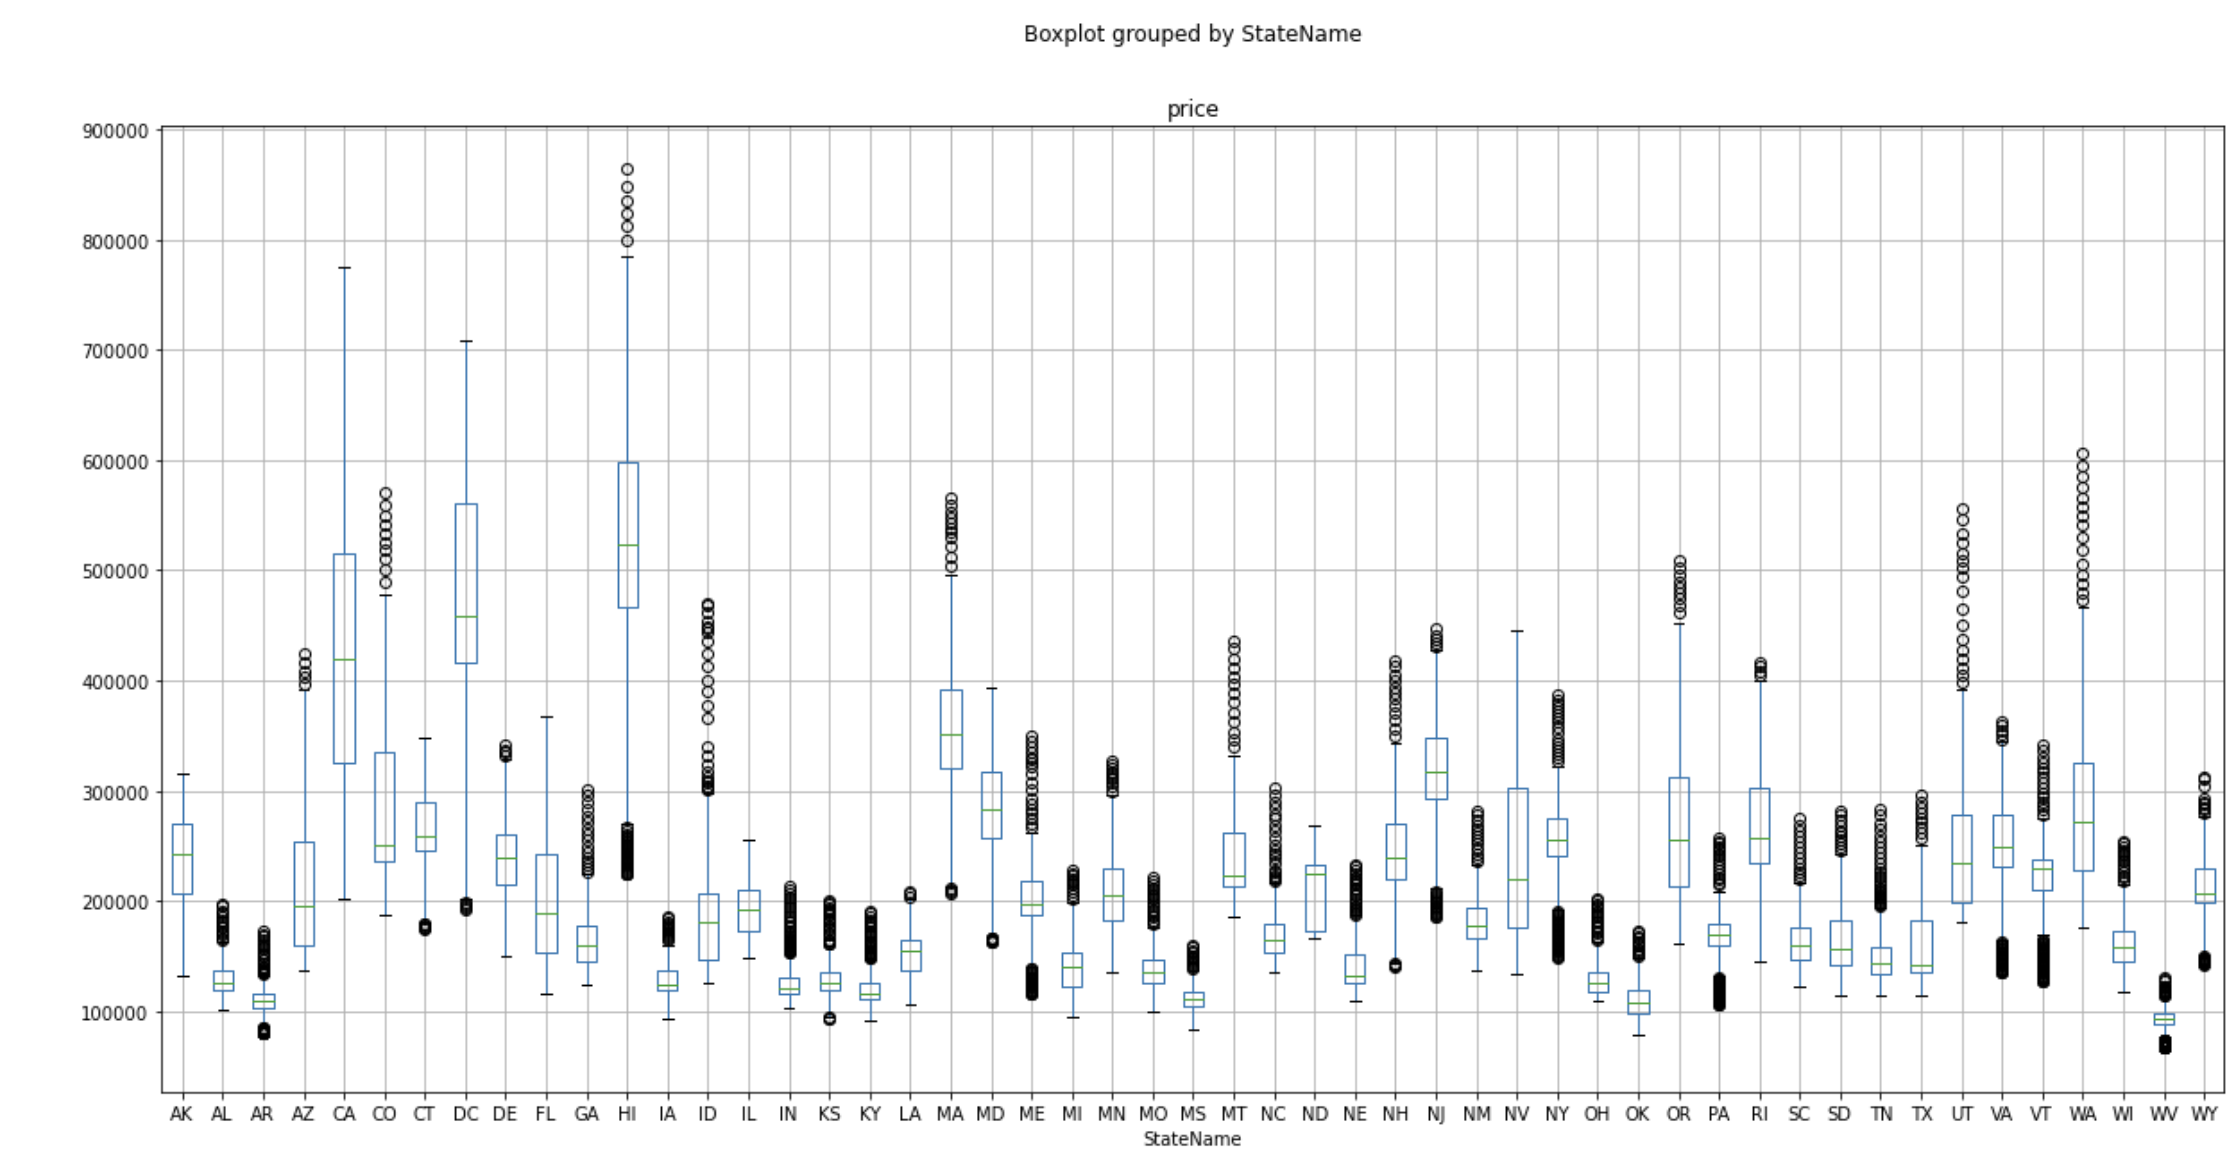 Boxplot grouped by StateName
price
900000
800000
700000
600000
500000
400000
300000
200000
100000
AK AL AR AZ CA CO CT DC DE FL GA HI IA ID IL IN KS KY LA MA MD ME MI MN MO MS MT NC ND NE NH NJ NM NV NY OH OK OR PA RI SC SD TN TX UT VA VT WA WI WV WY
StateName